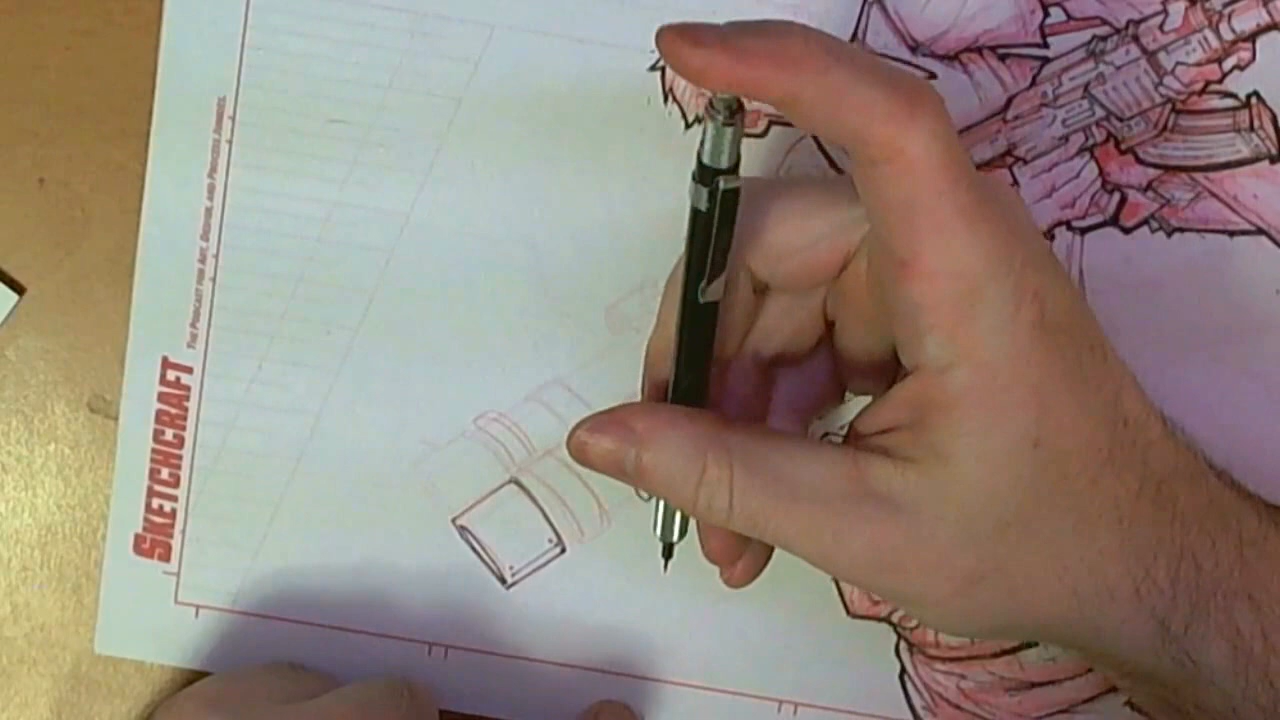 SKETCHCRAFT
THE PODCAST FOR ART, DESIGN, AND PROCESS JUNKIES.